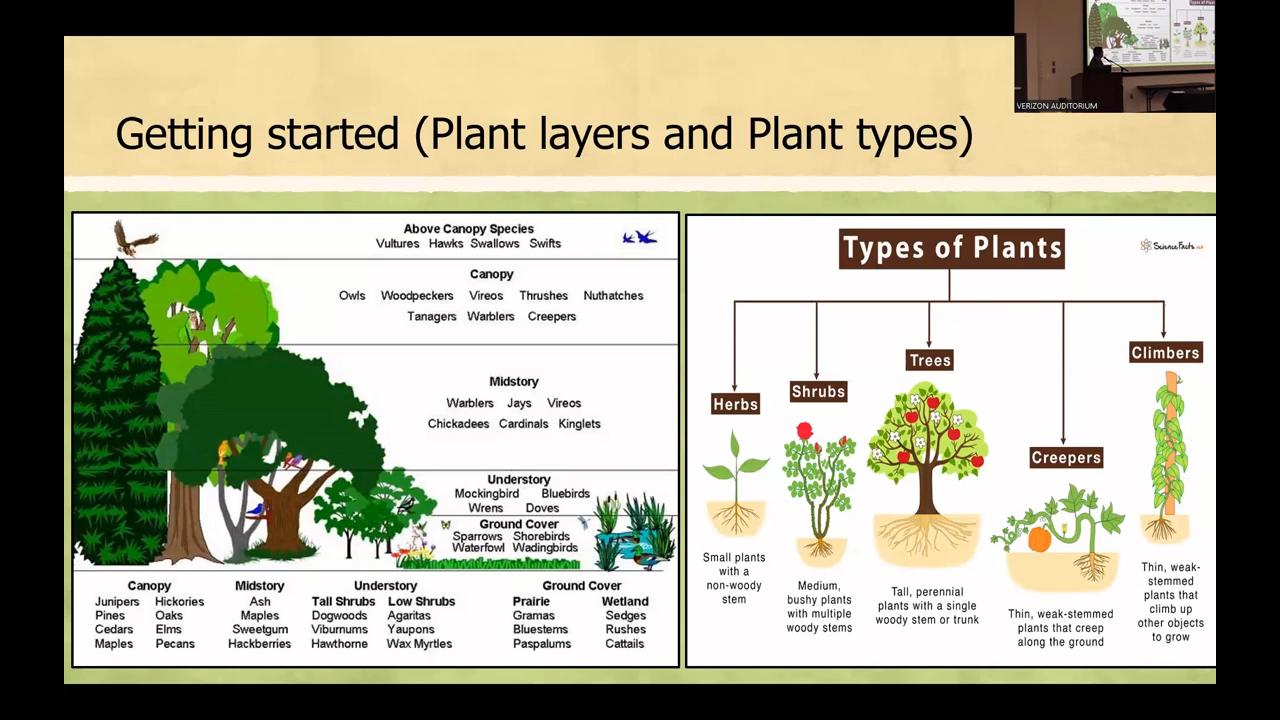 Getting started (Plant layers and Plant types)
VERIZON AUDITORIUM
Above Canopy Species
Vultures Hawks Swallows Swifts
Canopy
Owls Woodpeckers Vireos Thrushes Nuthatches
Tanagers Warblers Creepers
Midstory
Warblers Jays Vireos
Chickadees Cardinals Kinglets
Understory
Mockingbird Bluebirds
Wrens Doves
Ground Cover
Sparrows Shorebirds
Waterfowl Wadingbirds
Canopy Midstory Understory Ground Cover
Junipers Hickories Ash Tall Shrubs Low Shrubs Prairie Wetland
Pines Oaks Maples Dogwoods Agaritas Gramas Sedges
Cedars Elms Sweetgum Viburnums Yaupons Bluestems Rushes
Maples Pecans Hackberries Hawthorne Wax Myrtles Paspalums Cattails
Types of Plants
ScienceFacts.net
Herbs
Small plants
with a
non-woody
stem
Shrubs
Medium,
bushy plants
with multiple
woody stems
Trees
Tall, perennial
plants with a single
woody stem or trunk
Creepers
Thin, weak-stemmed
plants that creep
along the ground
Climbers
Thin, weak-
stemmed
plants that
climb up
other objects
to grow